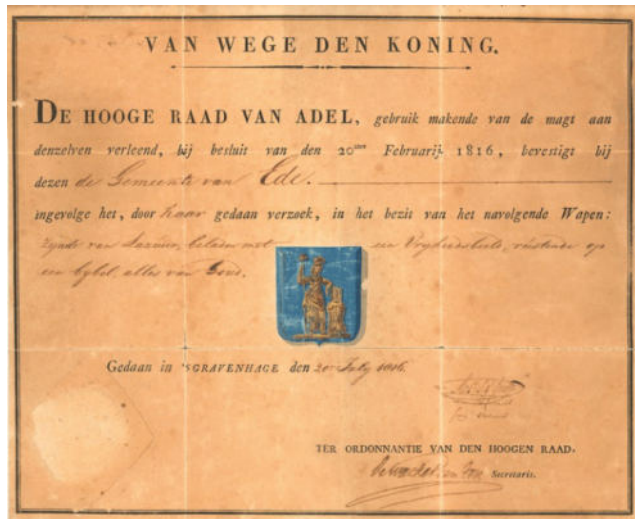 VAN WEGE DEN KONING.
DE HOOGE RAAD VAN ADEL, gebruik makende van de magt aan
denzelven verleend, bij besluit van den 20sten Februarij 1816, bevestigt bij
dezen de Gemeente van Ede.
ingevolge het, door haar gedaan verzoek, in het bezit van het navolgende Wapen:
zijnde van Lazuur, beladen met een Vryheidsbeeld, rustende op
een bybel, alles van Goud.
Gedaan in 'SGRAVENHAGE den 20 July 1816.
TER ORDONNANTIE VAN DEN HOOGEN RAAD.
Secretaris.